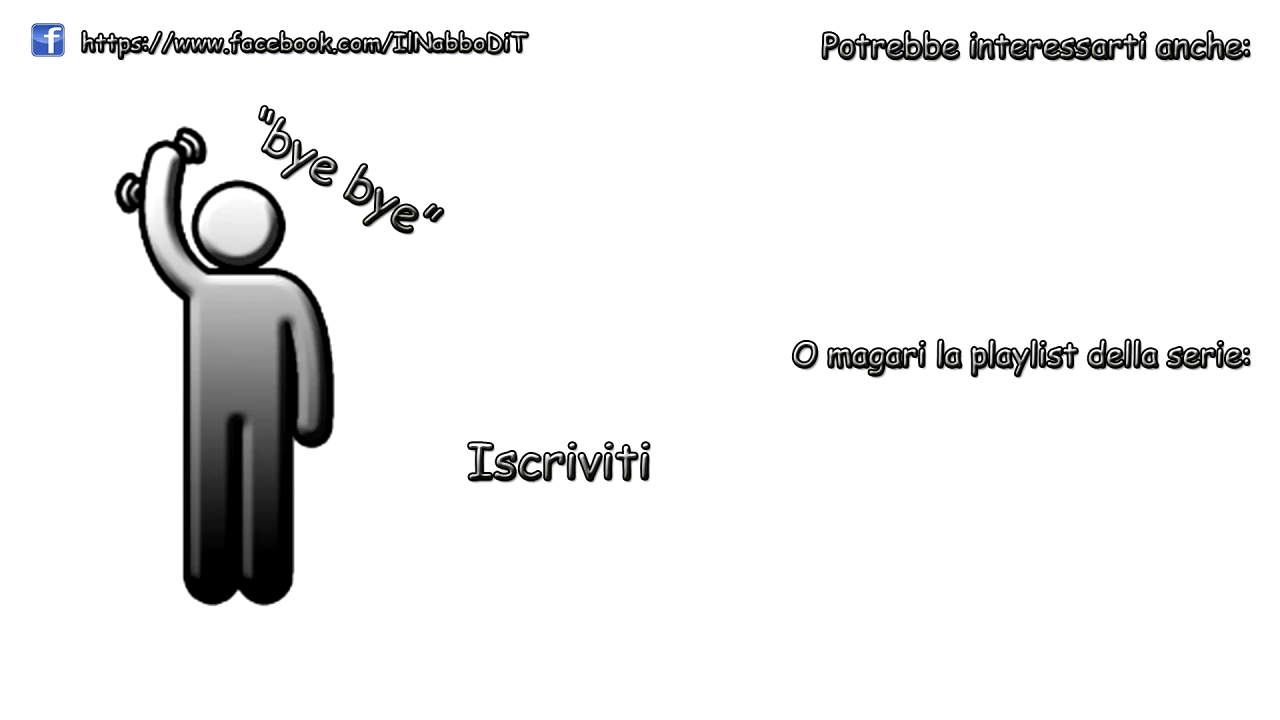 https://www.facebook.com/IlNabboDiT
Potrebbe interessarti anche:
"bye bye"
O magari la playlist della serie:
Iscriviti